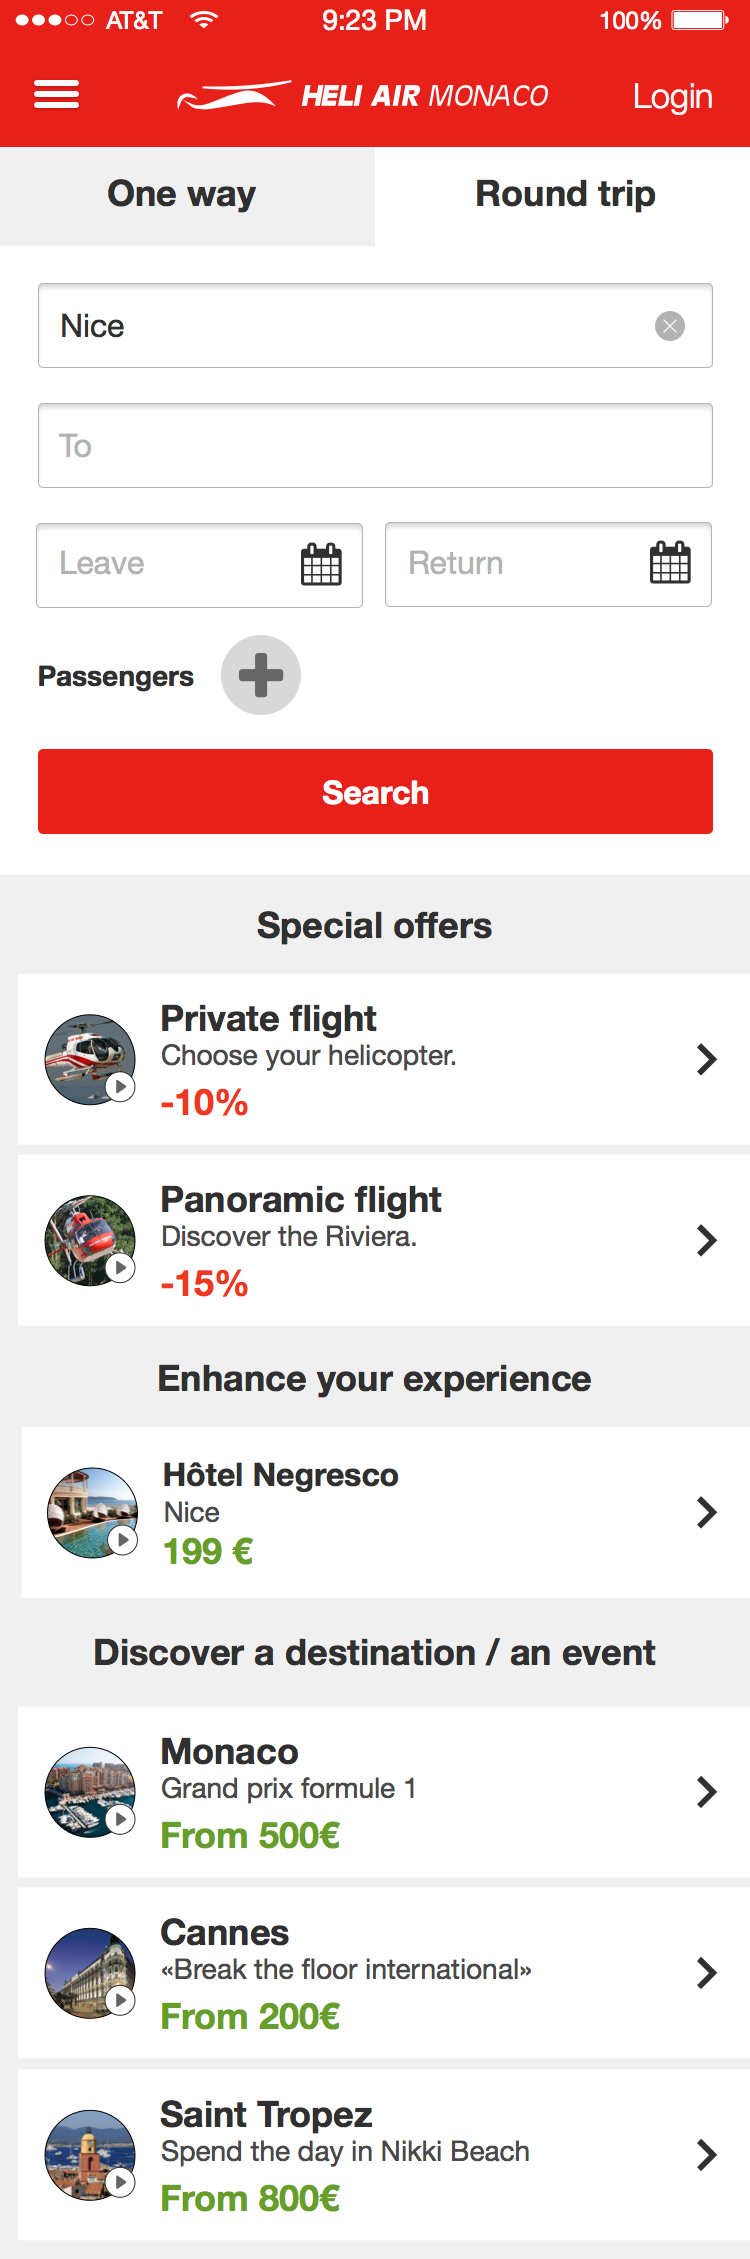 AT&T 9:23 PM 100%
HELI AIR MONACO Login
One way Round trip
Nice
To
Leave Return
Passengers
Search
Special offers
Private flight
Choose your helicopter.
-10%
Panoramic flight
Discover the Riviera.
-15%
Enhance your experience
Hôtel Negresco
Nice
199 €
Discover a destination / an event
Monaco
Grand prix formule 1
From 500€
Cannes
«Break the floor international»
From 200€
Saint Tropez
Spend the day in Nikki Beach
From 800€